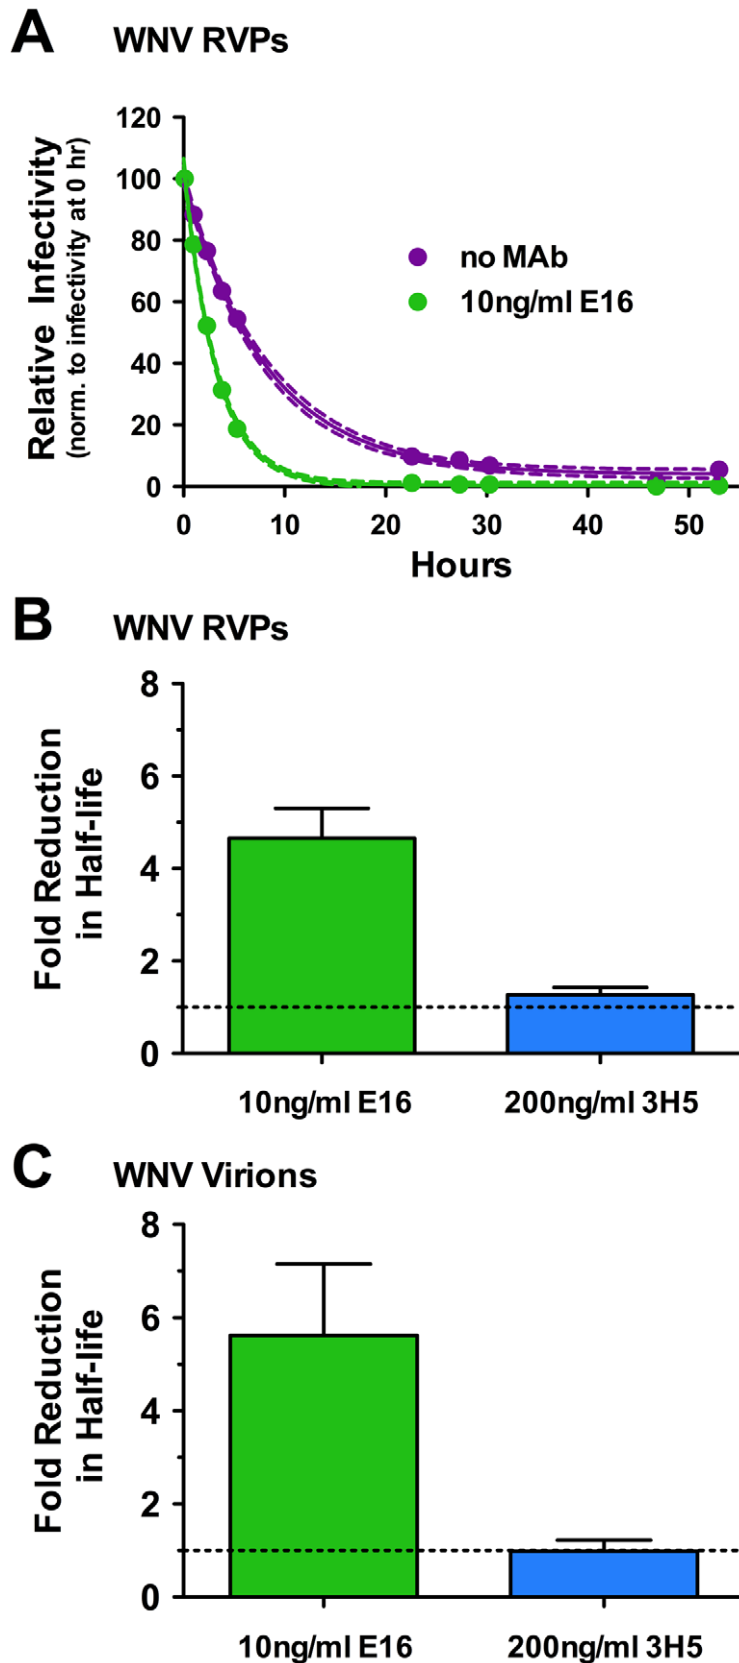 A WNV RVPs
Relative Infectivity
(norm. to infectivity at 0 hr)
120
100
80
60
40
20
0
no MAb
10ng/ml E16
0 10 20 30 40 50
Hours
B WNV RVPs
Fold Reduction
in Half-life
8
6
4
2
0
10ng/ml E16 200ng/ml 3H5
C WNV Virions
Fold Reduction
in Half-life
8
6
4
2
0
10ng/ml E16 200ng/ml 3H5